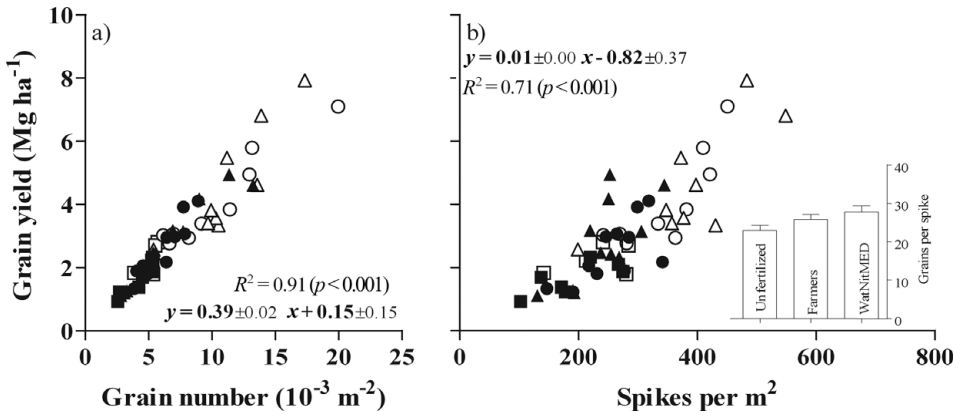 a)
Grain yield (Mg ha-1)
10
8
6
4
2
0
R2 = 0.91 (p<0.001)
y = 0.39±0.02 x + 0.15±0.15
0 5 10 15 20 25
Grain number (10-3 m-2)
b)
y = 0.01±0.00 x - 0.82±0.37
R2 = 0.71 (p<0.001)
0 200 400 600 800
Spikes per m2
40
30
20
10
0
Grains per spike
Unfertilized
Farmers
WatNitMED